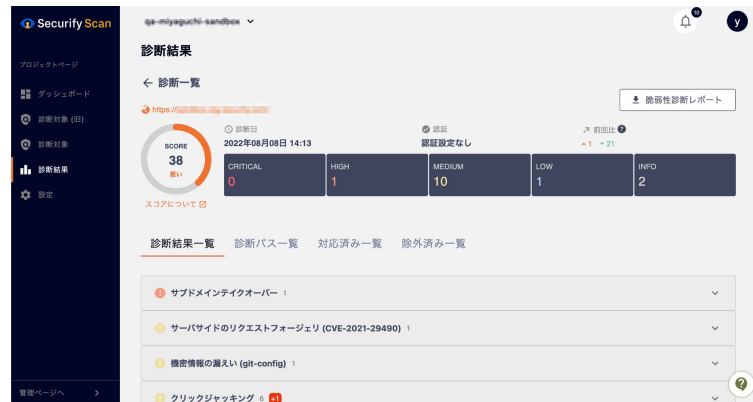 Securify Scan
10
y
診断結果
プロジェクトページ
ダッシュボード
診断対象 (旧)
診断対象
診断結果
設定
管理ページへ
診断一覧
脆弱性診断レポート
https://
SCORE
38
悪い
スコアについて
診断日
2022年08月08日 14:13
認証
認証設定なし
前回比
1 21
CRITICAL
0
HIGH
1
MEDIUM
10
LOW
1
INFO
2
診断結果一覧 診断パス一覧 対応済み一覧 除外済み一覧
サブドメインテイクオーバー 1
サーバサイドのリクエストフォージェリ (CVE-2021-29490) 1
機密情報の漏えい (git-config) 1
クリックジャッキング 6 +1